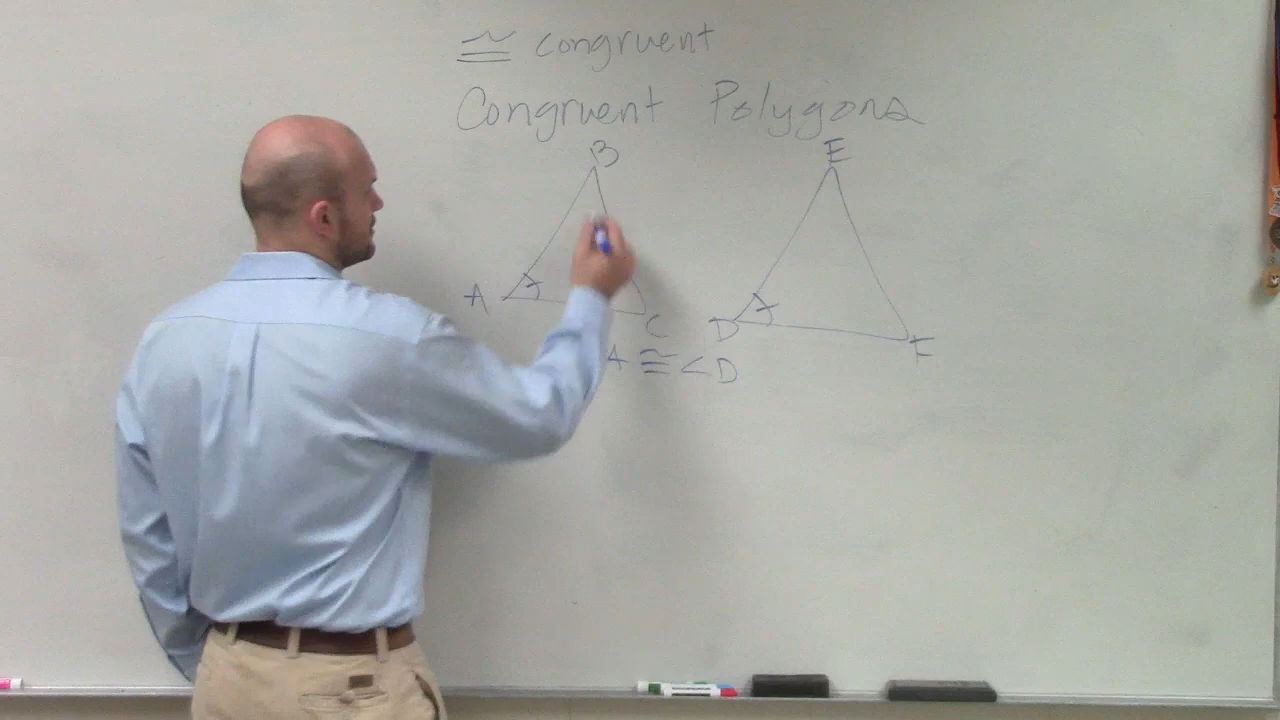 ≅ congruent
Congruent Polygons
B
E
A
C
D
F
A ≅ <D